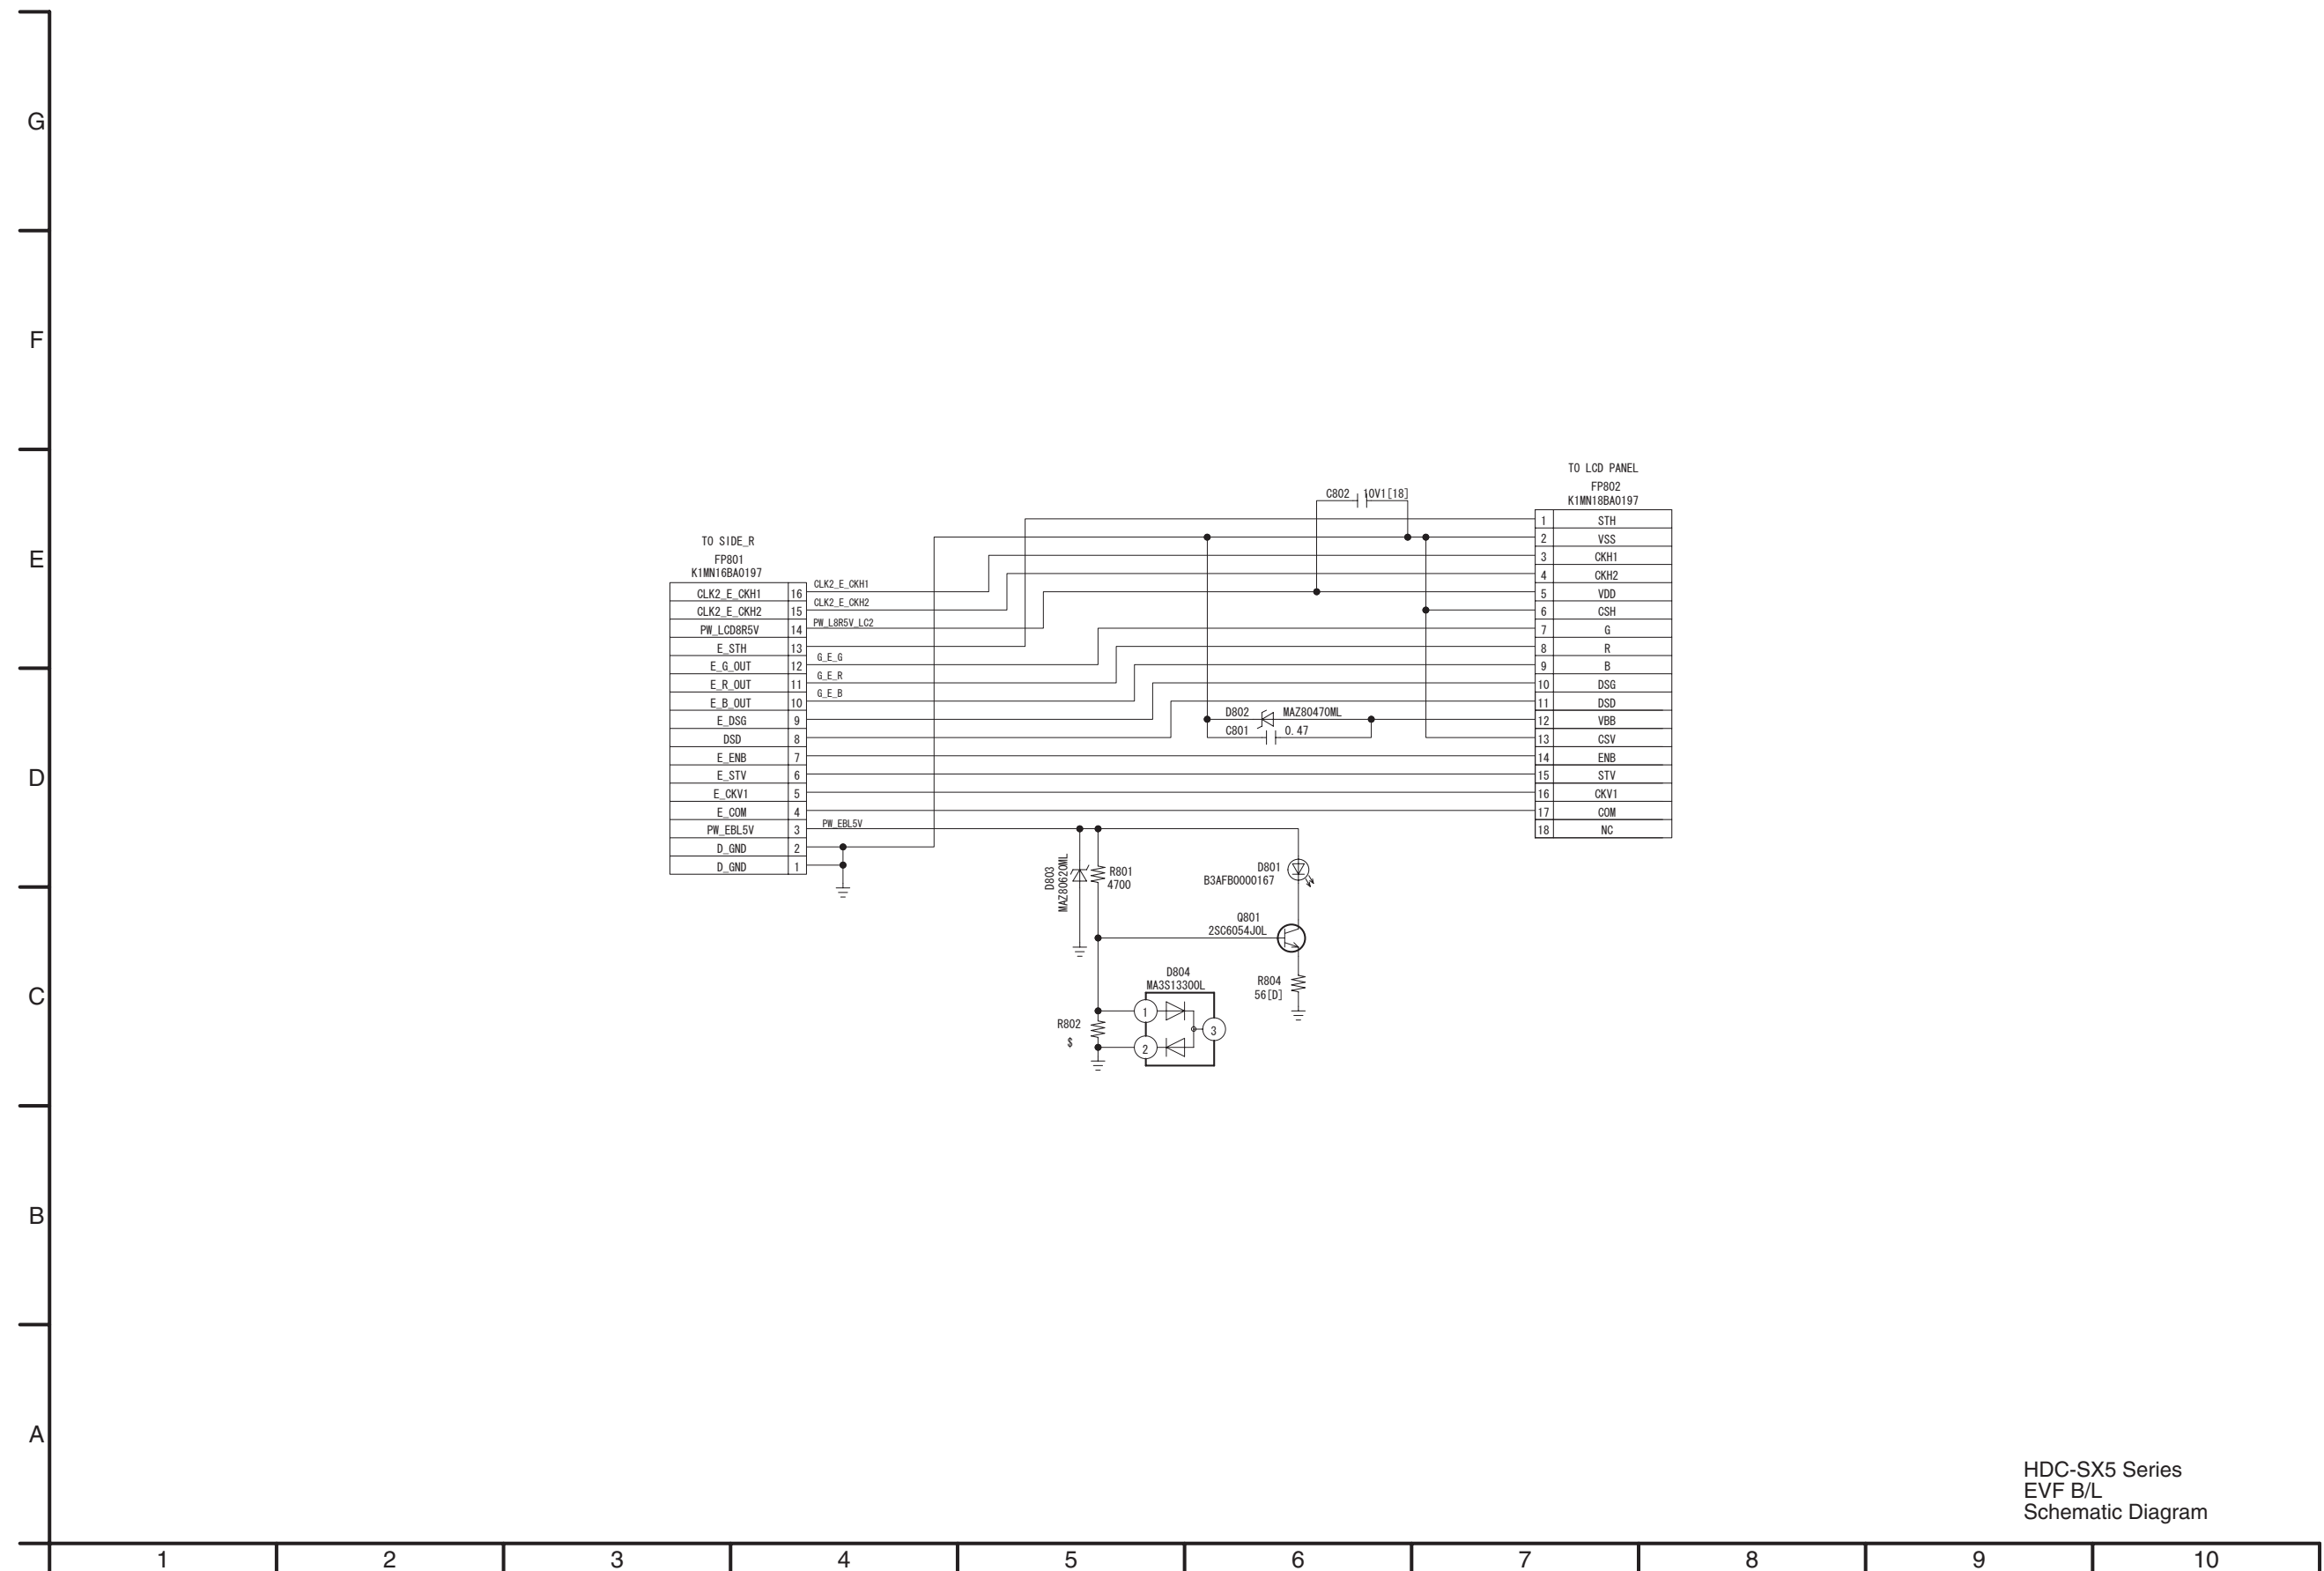 G
F
E
D
C
B
A
TO SIDE_R
FP801
K1MN16BA0197
CLK2_E_CKH1 16 CLK2_E_CKH1
CLK2_E_CKH2 15 CLK2_E_CKH2
PW_LCD8R5V 14 PW_L8R5V_LC2
E_STH 13
E_G_OUT 12 G_E_G
E_R_OUT 11 G_E_R
E_B_OUT 10 G_E_B
E_DSG 9
DSD 8
E_ENB 7
E_STV 6
E_CKV1 5
E_COM 4
PW_EBL5V 3 PW_EBL5V
D_GND 2
D_GND 1
C802 10V1[18]
D802 MAZ80470ML
C801 0.47
TO LCD PANEL
FP802
K1MN18BA0197
1 STH
2 VSS
3 CKH1
4 CKH2
5 VDD
6 CSH
7 G
8 R
9 B
10 DSG
11 DSD
12 VBB
13 CSV
14 ENB
15 STV
16 CKV1
17 COM
18 NC
D803
MAZ80620ML
R801
4700
D801
B3AFB0000167
Q801
2SC6054J0L
D804
MA3S13300L
1
2
3
R804
56[D]
R802
$
HDC-SX5 Series
EVF B/L
Schematic Diagram
1 2 3 4 5 6 7 8 9 10